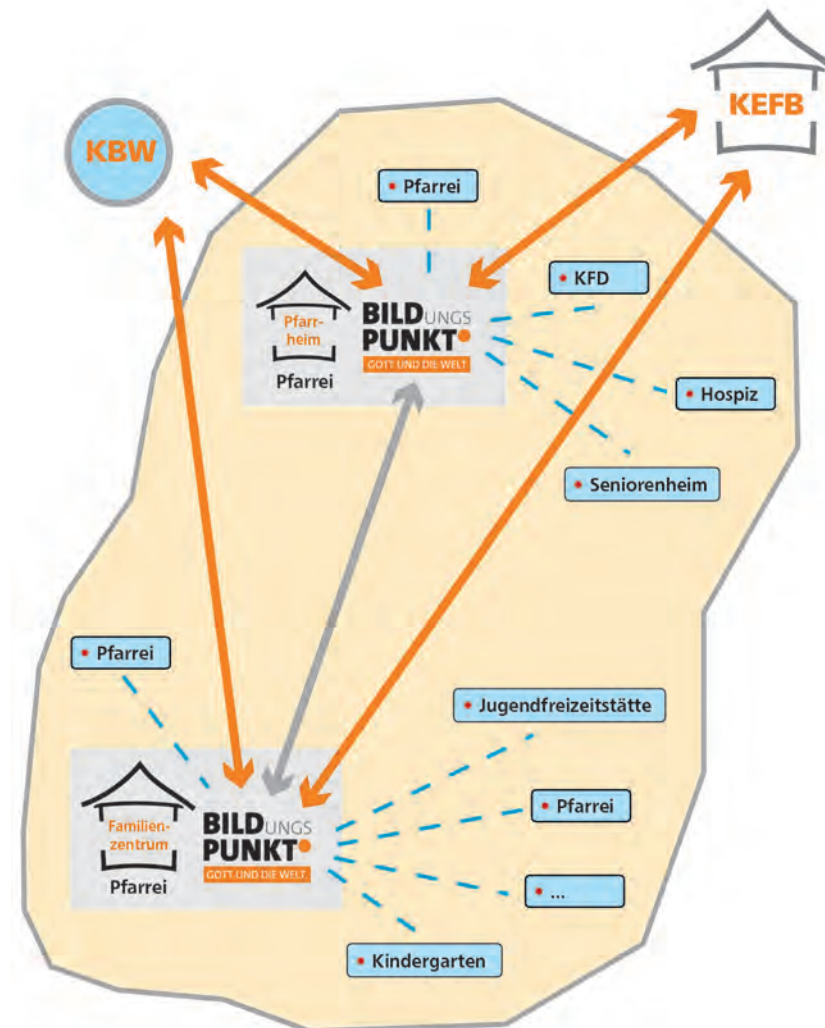 KEFB
KBW
• Pfarrei
• KFD
BILDUNGS
PUNKT
GOTT UND DIE WELT
Pfarr-
heim
Pfarrei
• Hospiz
• Seniorenheim
• Pfarrei
• Jugendfreizeitstätte
• Pfarrei
BILDUNGS
PUNKT
GOTT UND DIE WELT
Familien-
zentrum
Pfarrei
• ...
• Kindergarten